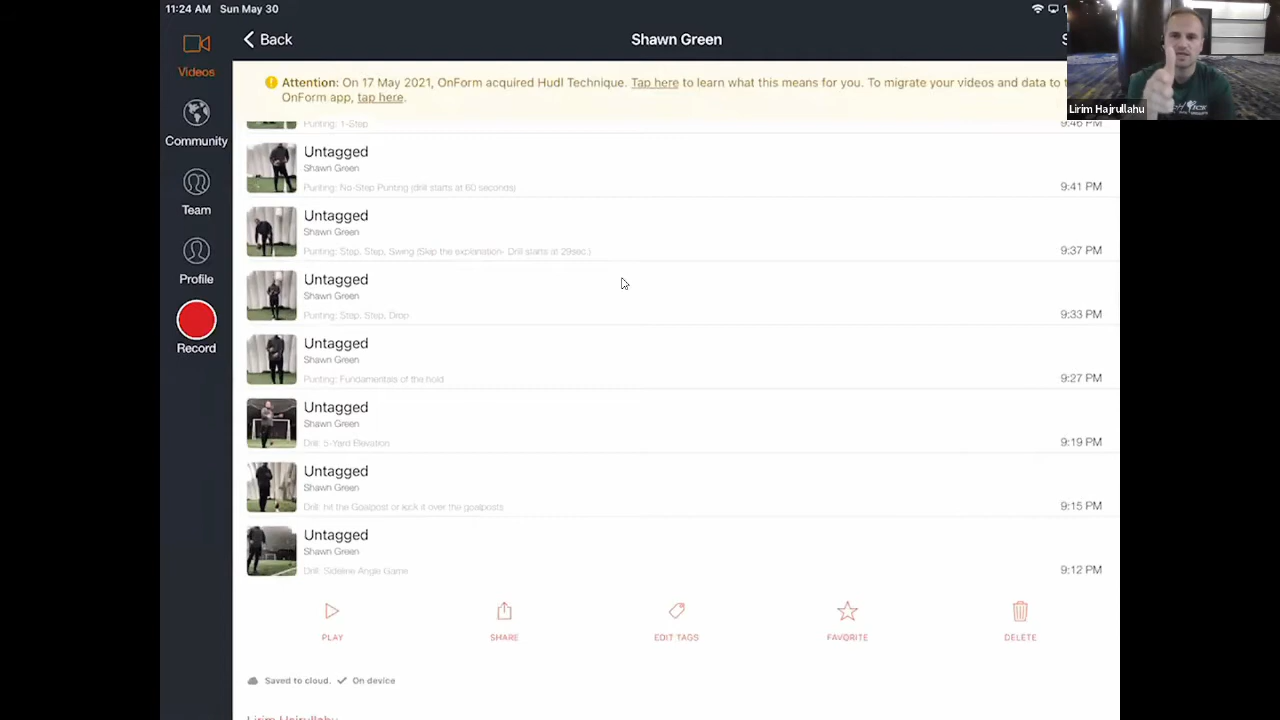 11:24 AM Sun May 30
Videos
Community
Team
Profile
Record
Back
Shawn Green
Attention: On 17 May 2021, OnForm acquired Hudl Technique. Tap here to learn what this means for you. To migrate your videos and data to t
OnForm app, tap here.
Lirim Hajrullahu
Punting: 1-Step
9:46 PM
Untagged
Shawn Green
Punting: No-Step Punting (drill starts at 60 seconds)
9:41 PM
Untagged
Shawn Green
Punting: Step, Step, Swing (Skip the explanation- Drill starts at 29sec.)
9:37 PM
Untagged
Shawn Green
Punting: Step, Step, Drop
9:33 PM
Untagged
Shawn Green
Punting: Fundamentals of the hold
9:27 PM
Untagged
Shawn Green
Drill: 5-Yard Elevation
9:19 PM
Untagged
Shawn Green
Drill: hit the Goalpost or kick it over the goalposts
9:15 PM
Untagged
Shawn Green
Drill: Sideline Angle Game
9:12 PM
PLAY
SHARE
EDIT TAGS
FAVORITE
DELETE
Saved to cloud. On device
Lirim Hajrullahu